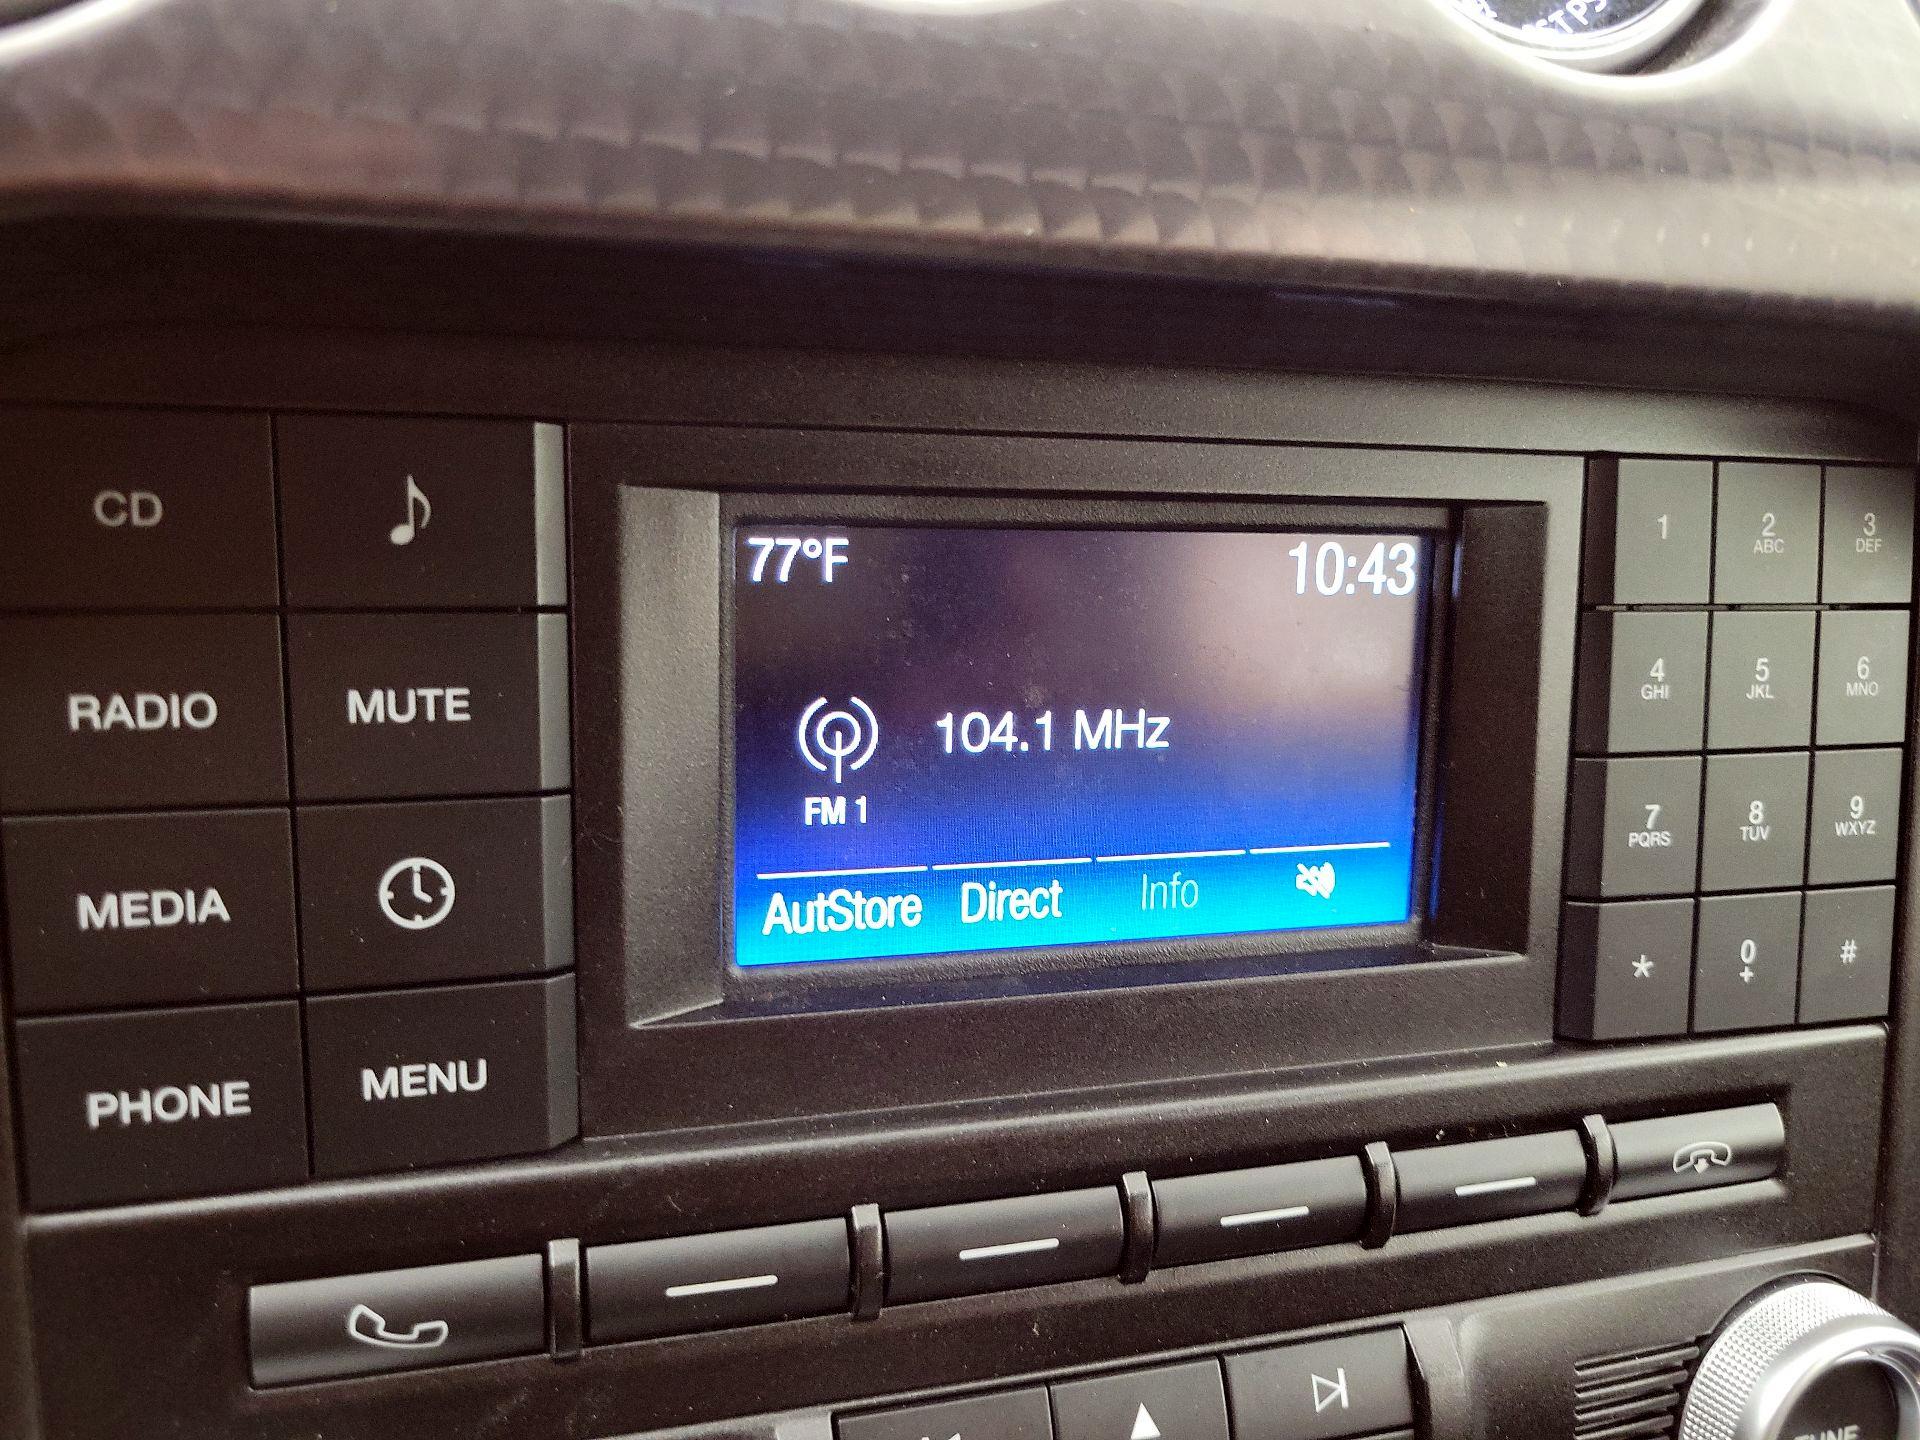 77°F 10:43
104.1 MHz
FM 1
AutStore Direct Info
CD
RADIO MUTE
MEDIA
PHONE MENU
1 2 ABC 3 DEF
4 GHI 5 JKL 6 MNO
7 PQRS 8 TUV 9 WXYZ
* 0 + #
TUNE